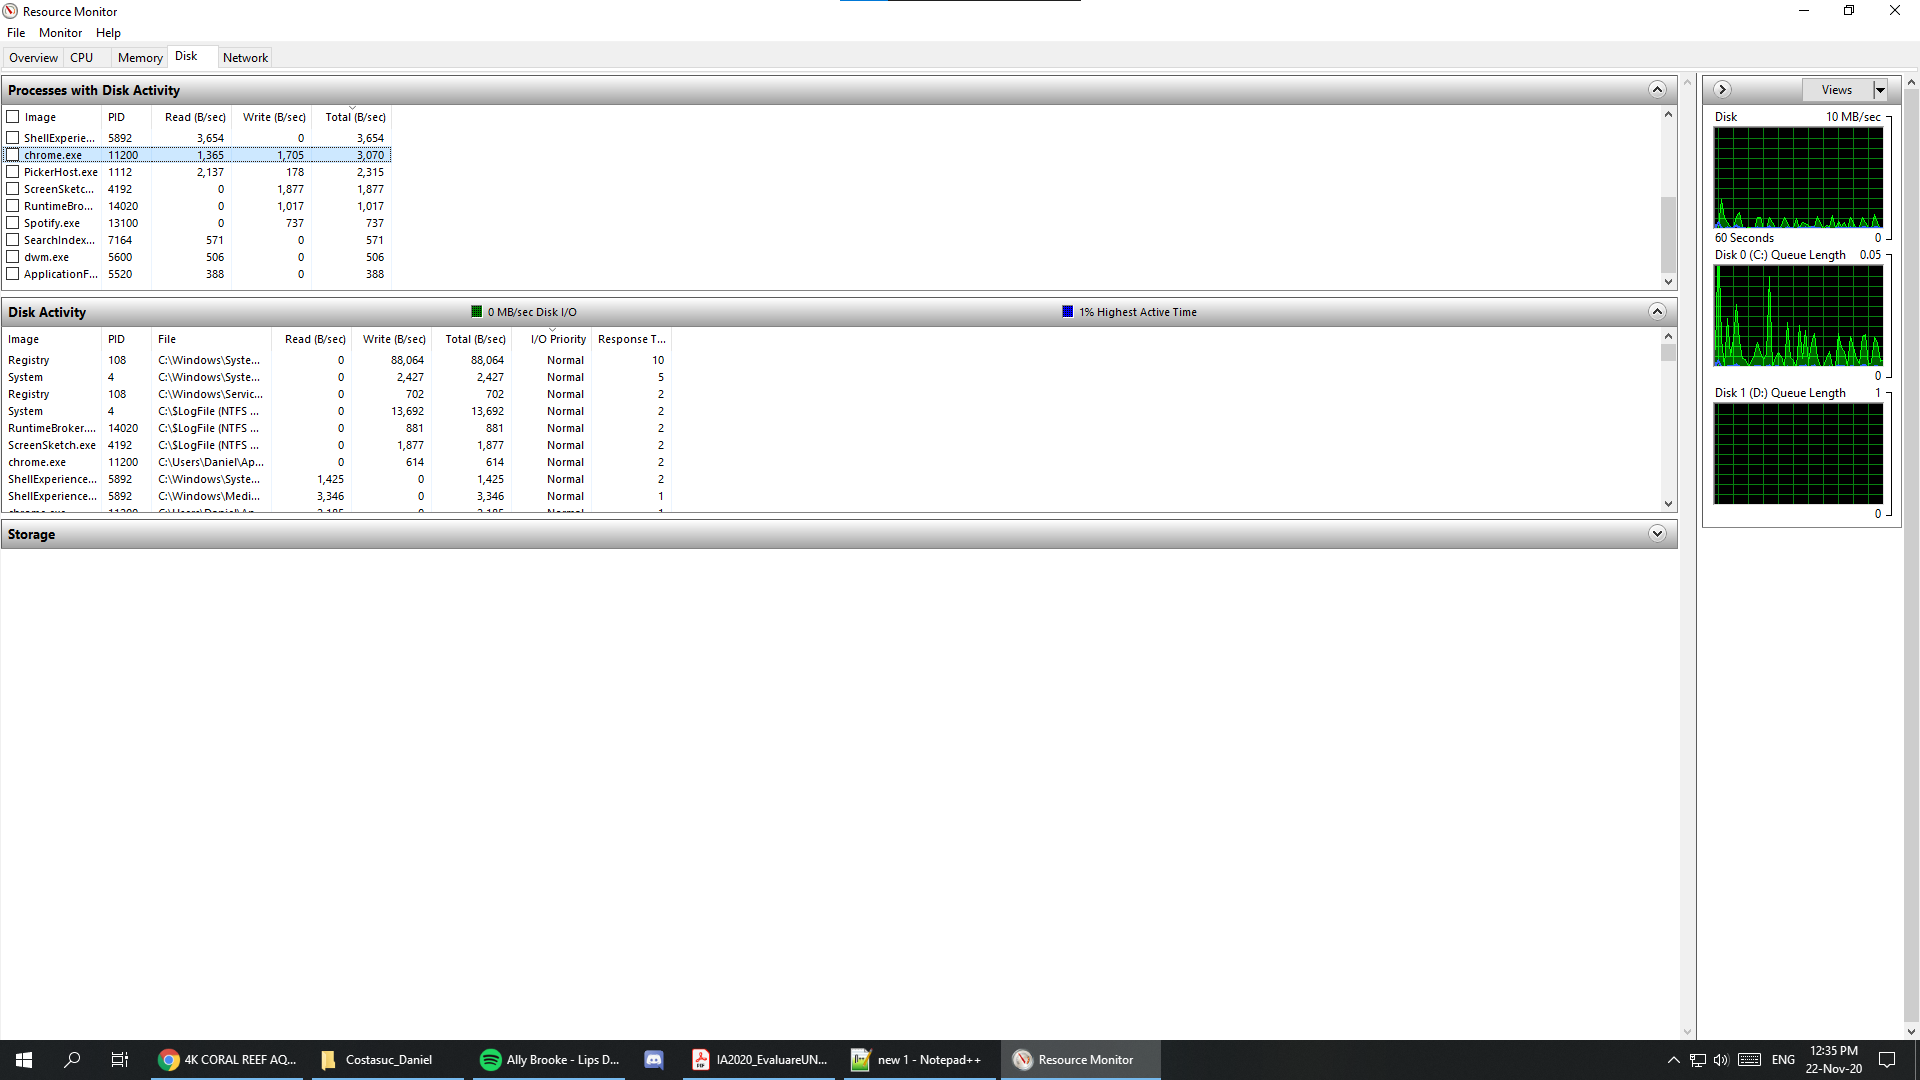 Resource Monitor
File Monitor Help
Overview CPU Memory Disk Network
Processes with Disk Activity
Image PID Read (B/sec) Write (B/sec) Total (B/sec)
ShellExperie... 5892 3,654 0 3,654
chrome.exe 11200 1,365 1,705 3,070
PickerHost.exe 1112 2,137 178 2,315
ScreenSketc... 4192 0 1,877 1,877
RuntimeBro... 14020 0 1,017 1,017
Spotify.exe 13100 0 737 737
SearchIndex... 7164 571 0 571
dwm.exe 5600 506 0 506
ApplicationF... 5520 388 0 388
Disk Activity 0 MB/sec Disk I/O 1% Highest Active Time
Image PID File Read (B/sec) Write (B/sec) Total (B/sec) I/O Priority Response T...
Registry 108 C:\Windows\Syste... 0 88,064 88,064 Normal 10
System 4 C:\Windows\Syste... 0 2,427 2,427 Normal 5
Registry 108 C:\Windows\Servic... 0 702 702 Normal 2
System 4 C:\$LogFile (NTFS ... 0 13,692 13,692 Normal 2
RuntimeBroker.... 14020 C:\$LogFile (NTFS ... 0 881 881 Normal 2
ScreenSketch.exe 4192 C:\$LogFile (NTFS ... 0 1,877 1,877 Normal 2
chrome.exe 11200 C:\Users\Daniel\Ap... 0 614 614 Normal 2
ShellExperience... 5892 C:\Windows\Syste... 1,425 0 1,425 Normal 2
ShellExperience... 5892 C:\Windows\Medi... 3,346 0 3,346 Normal 1
Storage
Views
Disk 10 MB/sec
60 Seconds 0
Disk 0 (C:) Queue Length 0.05
0
Disk 1 (D:) Queue Length 1
0
4K CORAL REEF AQ... Costasuc_Daniel Ally Brooke - Lips D... IA2020_EvaluareUN... new 1 - Notepad++ Resource Monitor ENG 12:35 PM
22-Nov-20